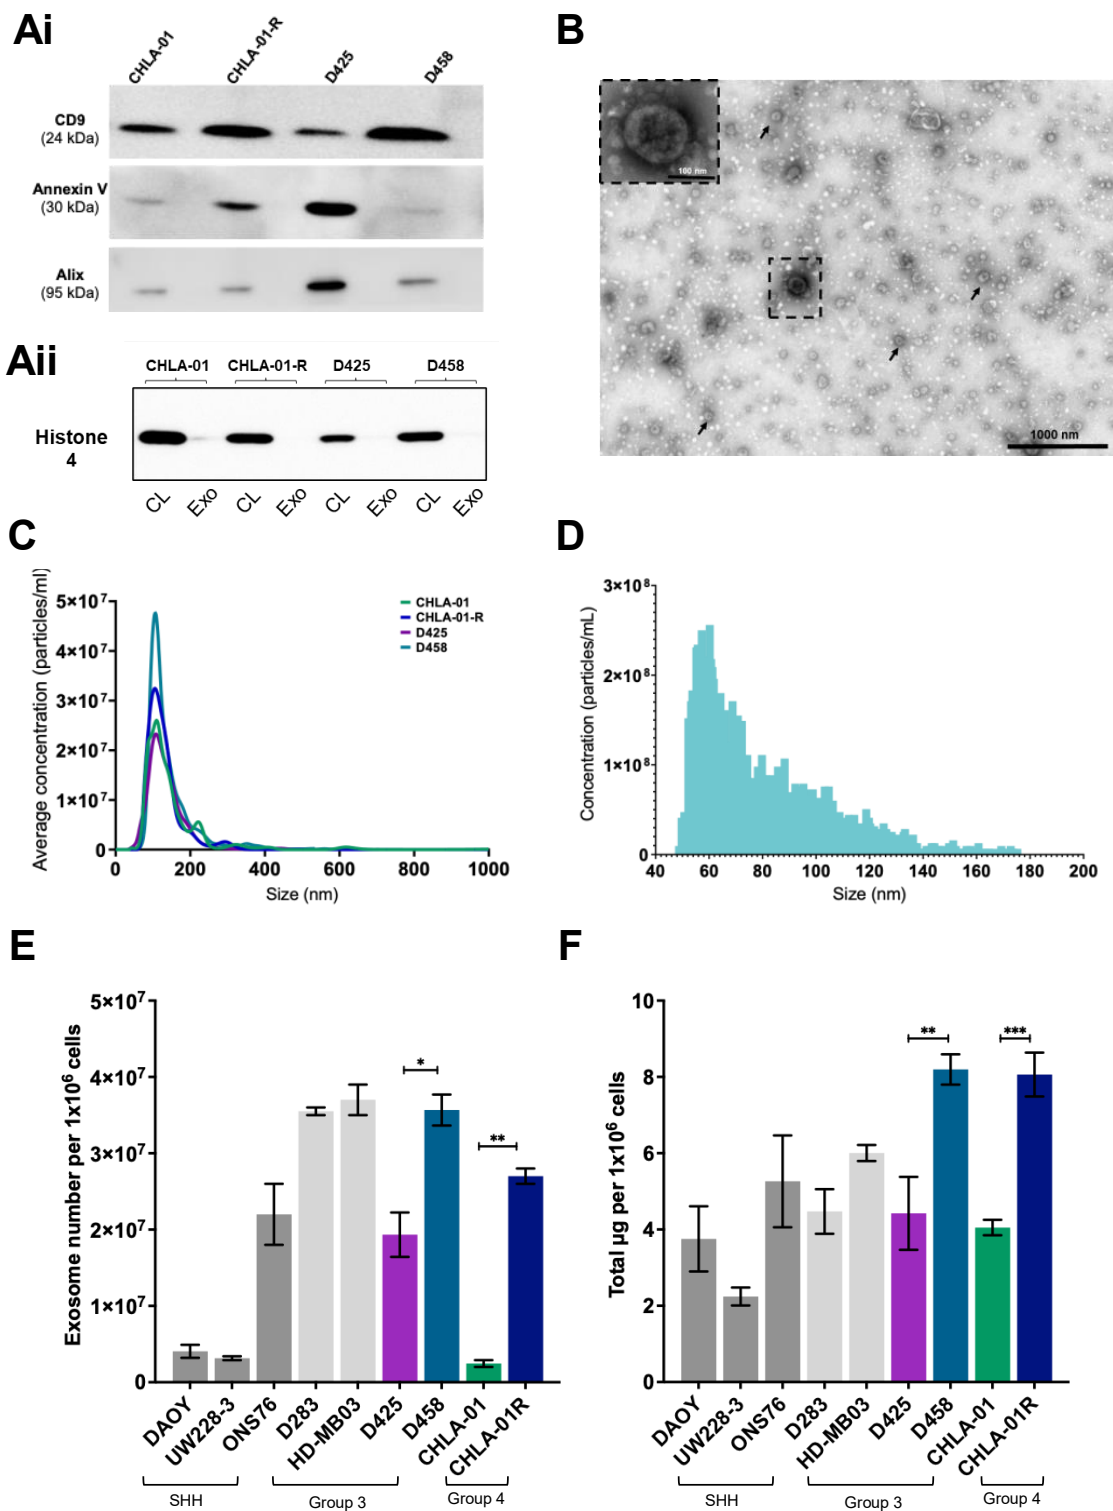 Ai
CHLA-01 CHLA-01-R D425 D458
CD9
(24 kDa)
Annexin V
(30 kDa)
Alix
(95 kDa)
Aii
CHLA-01 CHLA-01-R D425 D458
Histone
4
CL Exo CL Exo CL Exo CL Exo
B
100 nm
1000 nm
C
Average concentration (particles/ml)
5×10⁷
4×10⁷
3×10⁷
2×10⁷
1×10⁷
0
0 200 400 600 800 1000
Size (nm)
CHLA-01
CHLA-01-R
D425
D458
D
Concentration (particles/mL)
3×10⁸
2×10⁸
1×10⁸
0
40 60 80 100 120 140 160 180 200
Size (nm)
E
Exosome number per 1x10⁶ cells
5×10⁷
4×10⁷
3×10⁷
2×10⁷
1×10⁷
0
*
**
DAOY UW228-3 ONS76 D283 HD-MB03 D425 D458 CHLA-01 CHLA-01R
SHH Group 3 Group 4
F
Total µg per 1x10⁶ cells
10
8
6
4
2
0
**
***
DAOY UW228-3 ONS76 D283 HD-MB03 D425 D458 CHLA-01 CHLA-01R
SHH Group 3 Group 4